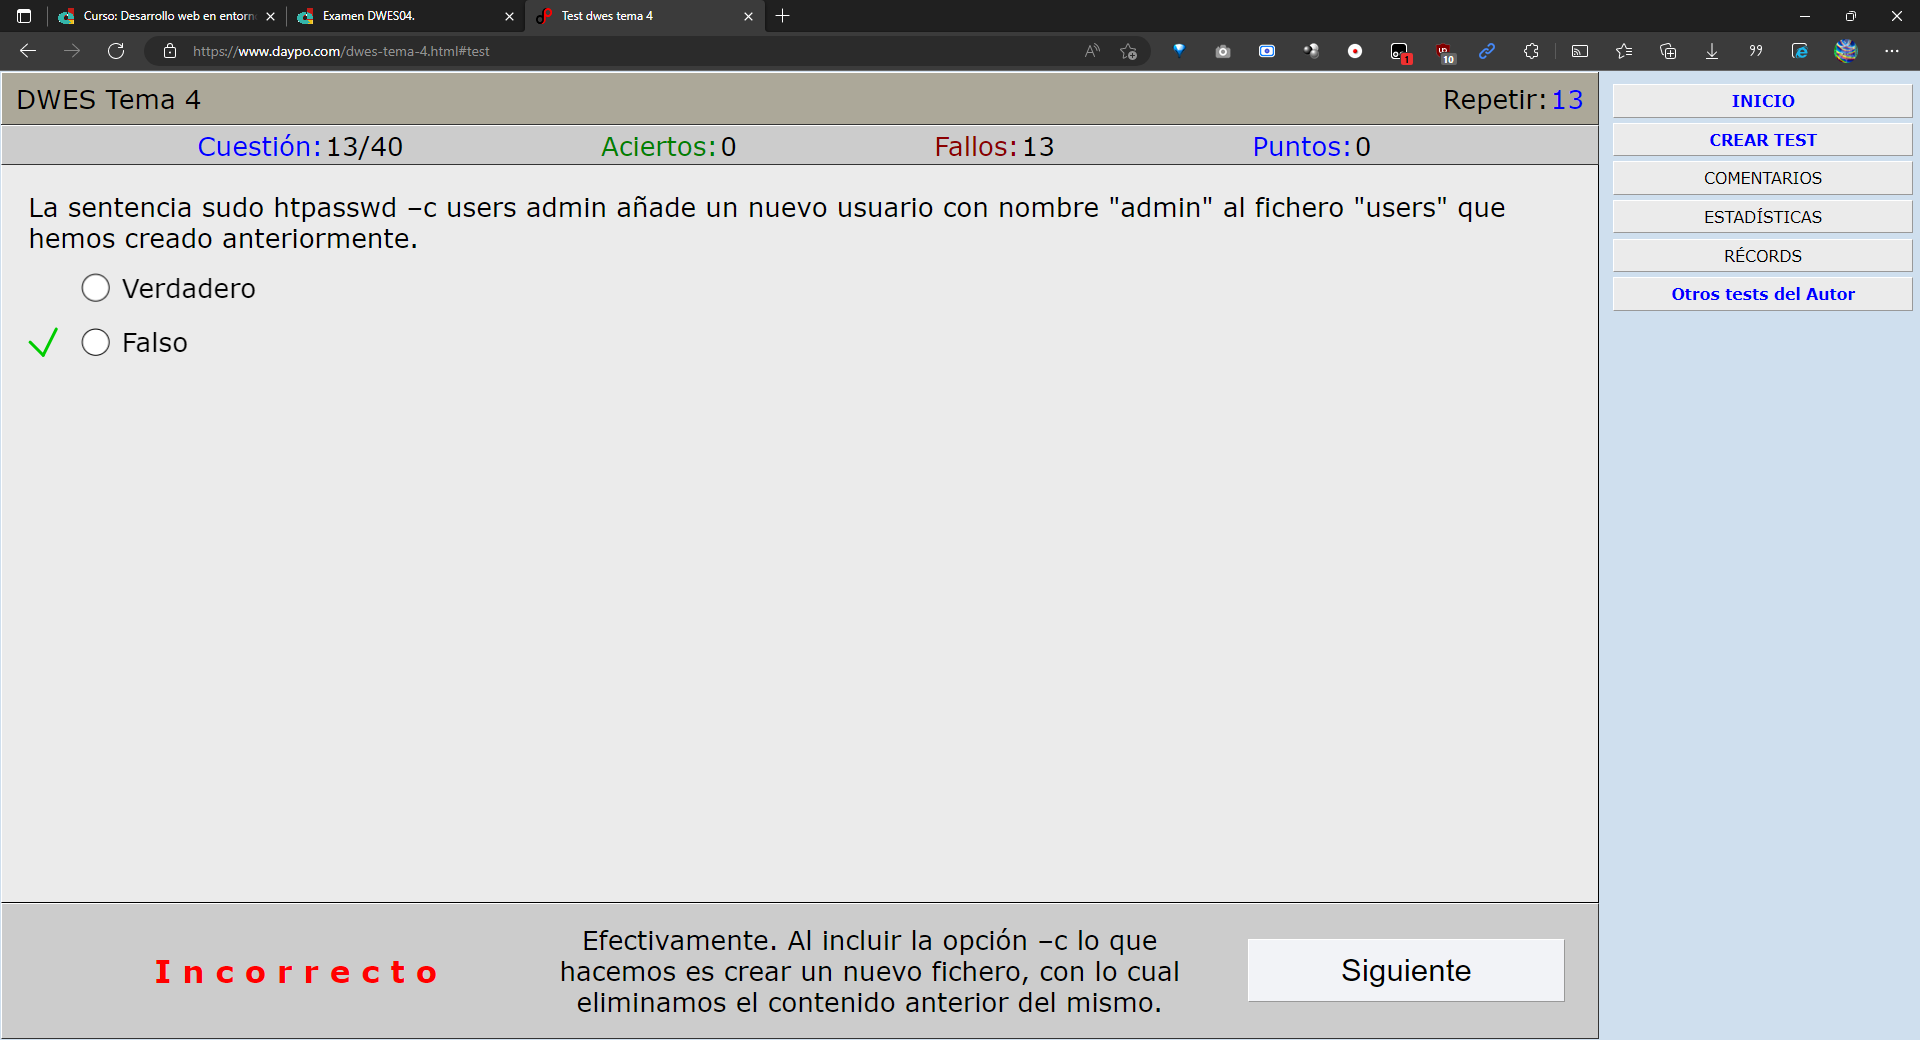 Curso: Desarrollo web en entorn
Examen DWES04.
Test dwes tema 4
https://www.daypo.com/dwes-tema-4.html#test
1
10
DWES Tema 4
Repetir: 13
Cuestión: 13/40
Aciertos: 0
Fallos: 13
Puntos: 0
La sentencia sudo htpasswd –c users admin añade un nuevo usuario con nombre "admin" al fichero "users" que
hemos creado anteriormente.
Verdadero
Falso
Incorrecto
Efectivamente. Al incluir la opción –c lo que
hacemos es crear un nuevo fichero, con lo cual
eliminamos el contenido anterior del mismo.
Siguiente
INICIO
CREAR TEST
COMENTARIOS
ESTADÍSTICAS
RÉCORDS
Otros tests del Autor